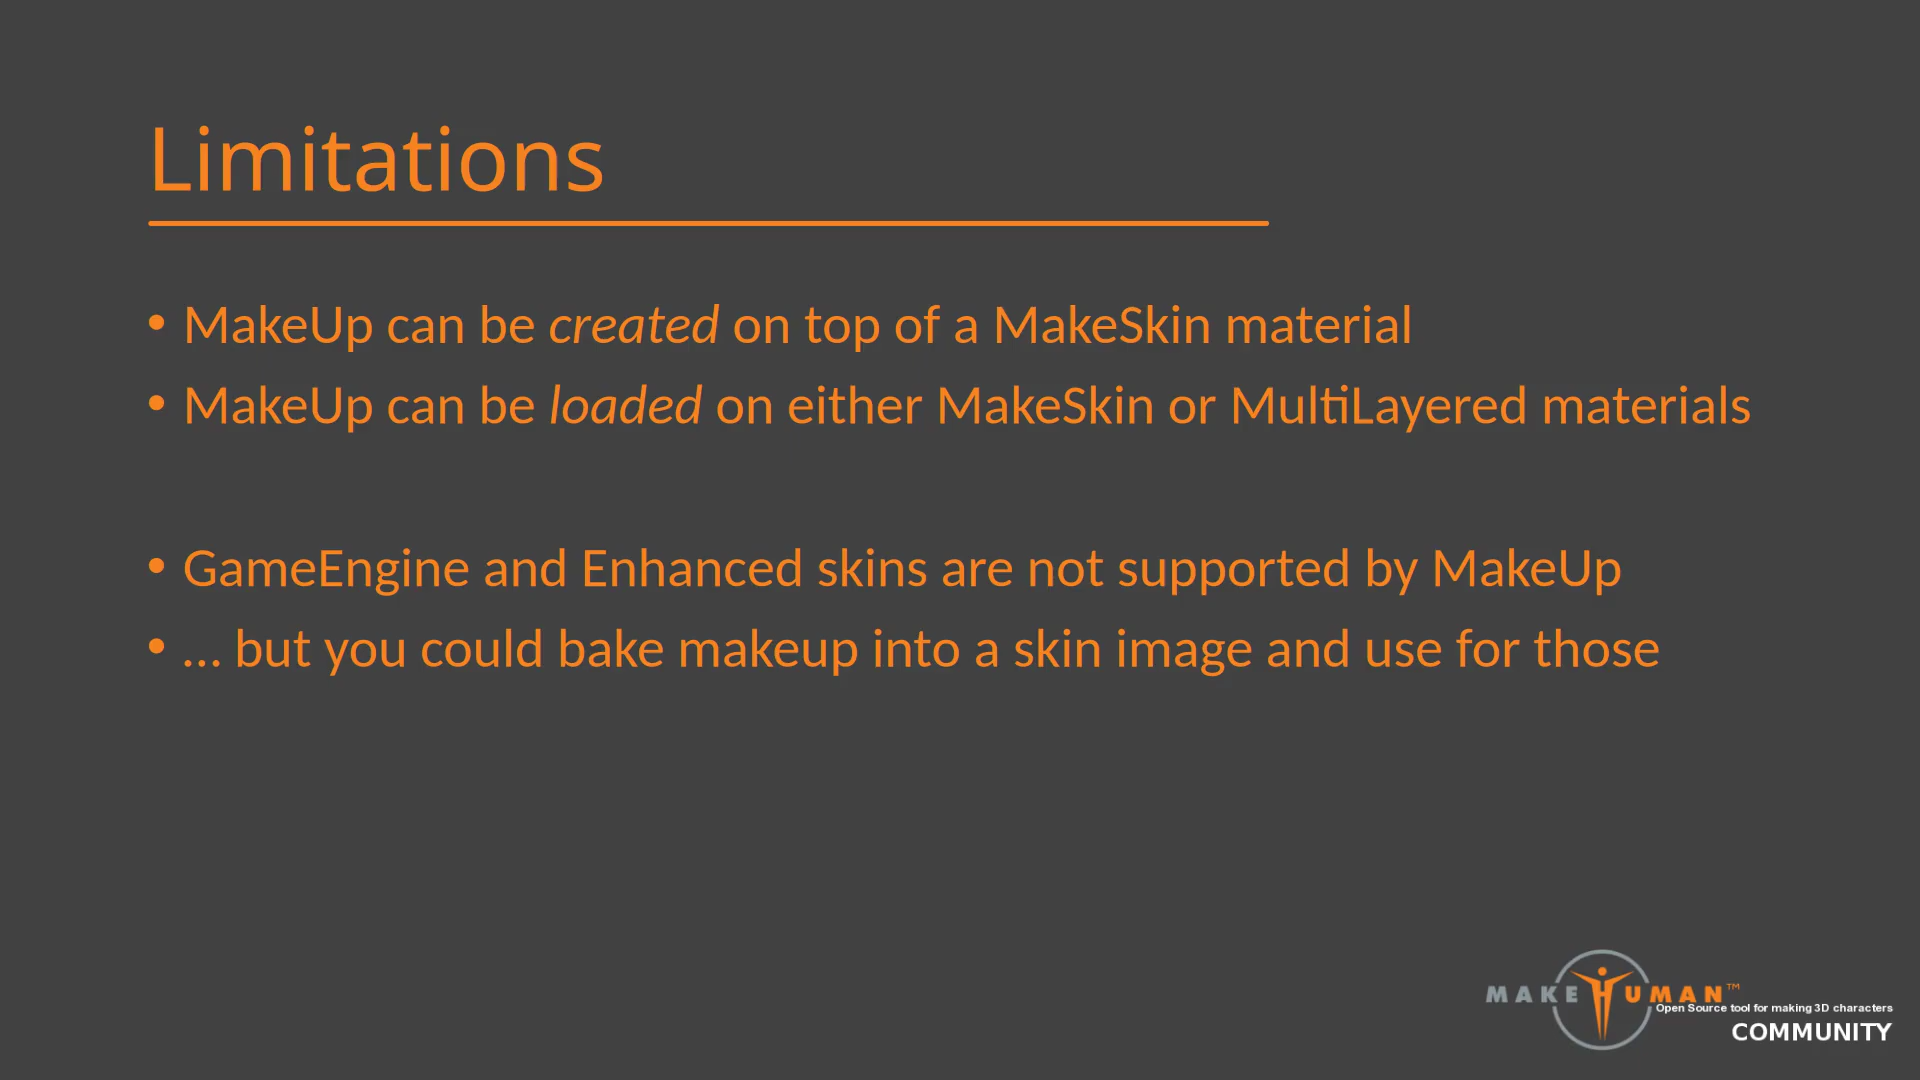 Limitations
• MakeUp can be created on top of a MakeSkin material
• MakeUp can be loaded on either MakeSkin or MultiLayered materials
• GameEngine and Enhanced skins are not supported by MakeUp
• ... but you could bake makeup into a skin image and use for those
MAKEHUMAN™
Open Source tool for making 3D characters
COMMUNITY